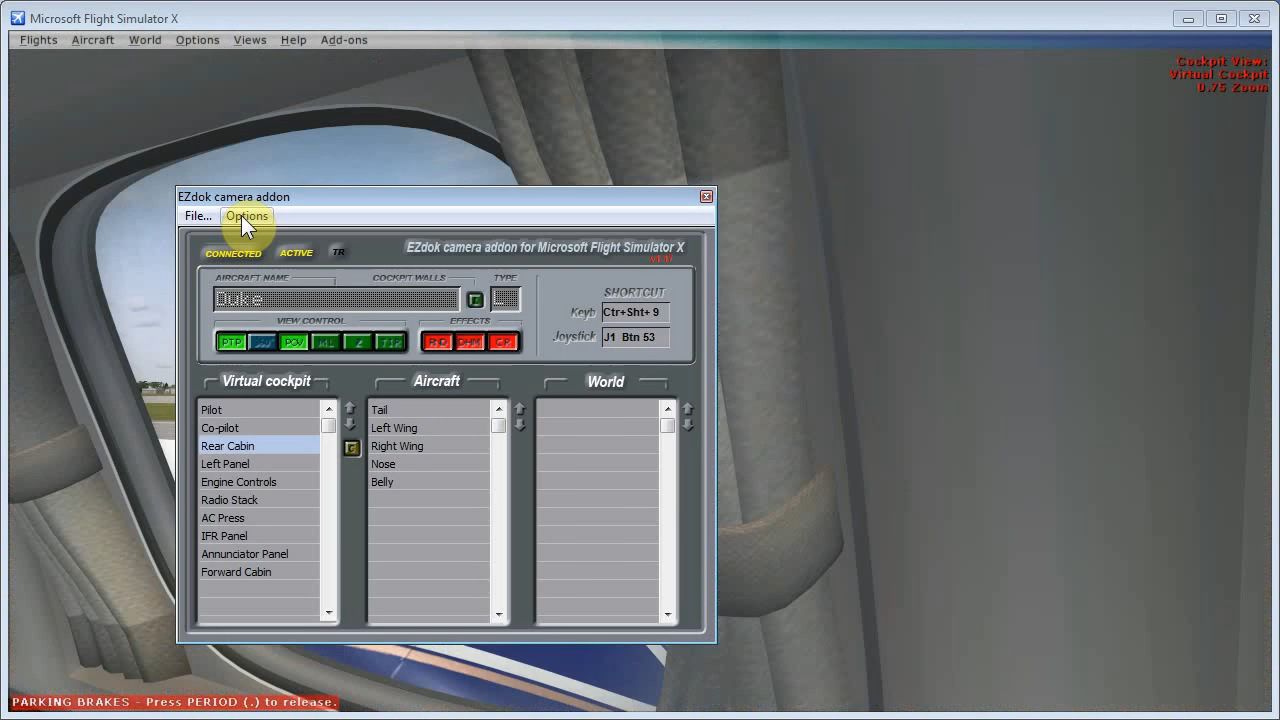 Microsoft Flight Simulator X
Flights Aircraft World Options Views Help Add-ons
Cockpit View:
Virtual Cockpit
0.75 Zoom
EZdok camera addon
File... Options
CONNECTED ACTIVE TR
EZdok camera addon for Microsoft Flight Simulator X
AIRCRAFT NAME COCKPIT WALLS TYPE
Duke
SHORTCUT
Keyb Ctr+Sht+ 9
Joystick J1 Btn 53
VIEW CONTROL EFFECTS
PTP POV Z TIR RND DHM
Virtual cockpit Aircraft World
Pilot
Co-pilot
Rear Cabin
Left Panel
Engine Controls
Radio Stack
AC Press
IFR Panel
Annunciator Panel
Forward Cabin
Tail
Left Wing
Right Wing
Nose
Belly
PARKING BRAKES - Press PERIOD (.) to release.